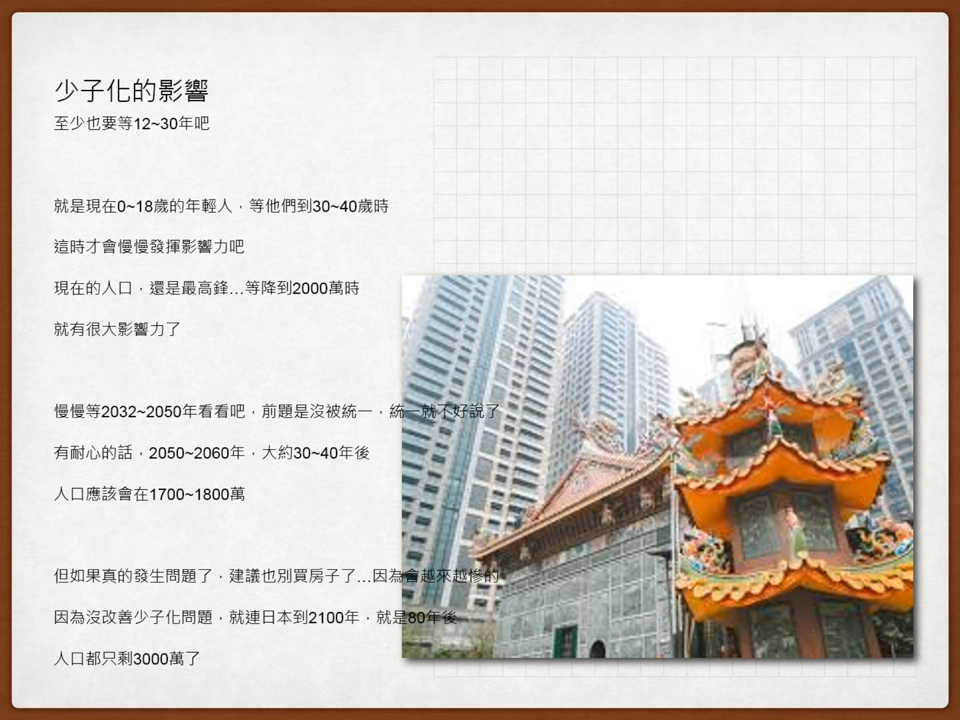 少子化的影響
至少也要等12~30年吧
就是現在0~18歲的年輕人，等他們到30~40歲時
這時才會慢慢發揮影響力吧
現在的人口，還是最高鋒...等降到2000萬時
就有很大影響力了
慢慢等2032~2050年看看吧，前題是沒被統一，統一就不好說了
有耐心的話，2050~2060年，大約30~40年後
人口應該會在1700~1800萬
但如果真的發生問題了，建議也別買房子了...因為會越來越慘的
因為沒改善少子化問題，就連日本到2100年，就是80年後
人口都只剩3000萬了